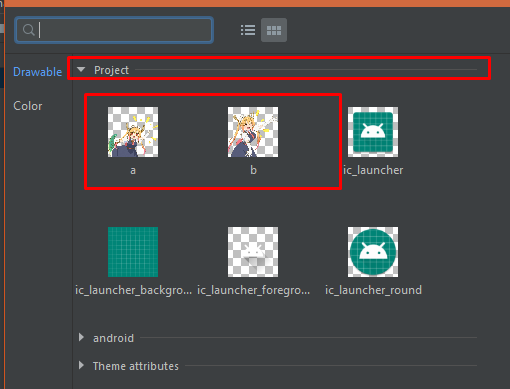 Drawable
Project
Color
a
b
ic_launcher
ic_launcher_backgro...
ic_launcher_foregro...
ic_launcher_round
android
Theme attributes